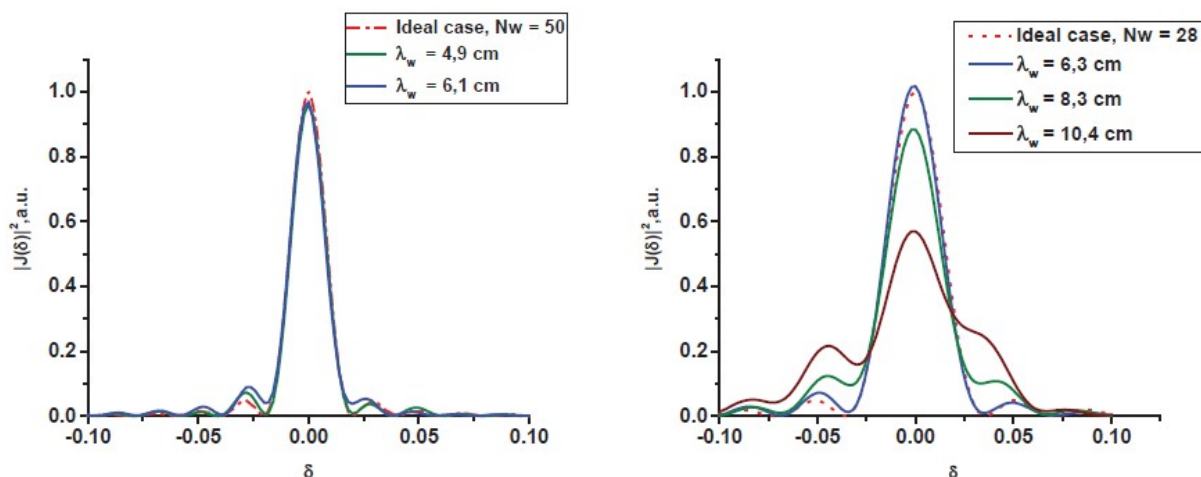 Ideal case, Nw = 50
λw = 4,9 cm
λw = 6,1 cm
|J(δ)|²,a.u.
1.0
0.8
0.6
0.4
0.2
0.0
-0.10
-0.05
0.00
0.05
0.10
δ
Ideal case, Nw = 28
λw = 6,3 cm
λw = 8,3 cm
λw = 10,4 cm
|J(δ)|²,a.u.
1.0
0.8
0.6
0.4
0.2
0.0
-0.10
-0.05
0.00
0.05
0.10
δ